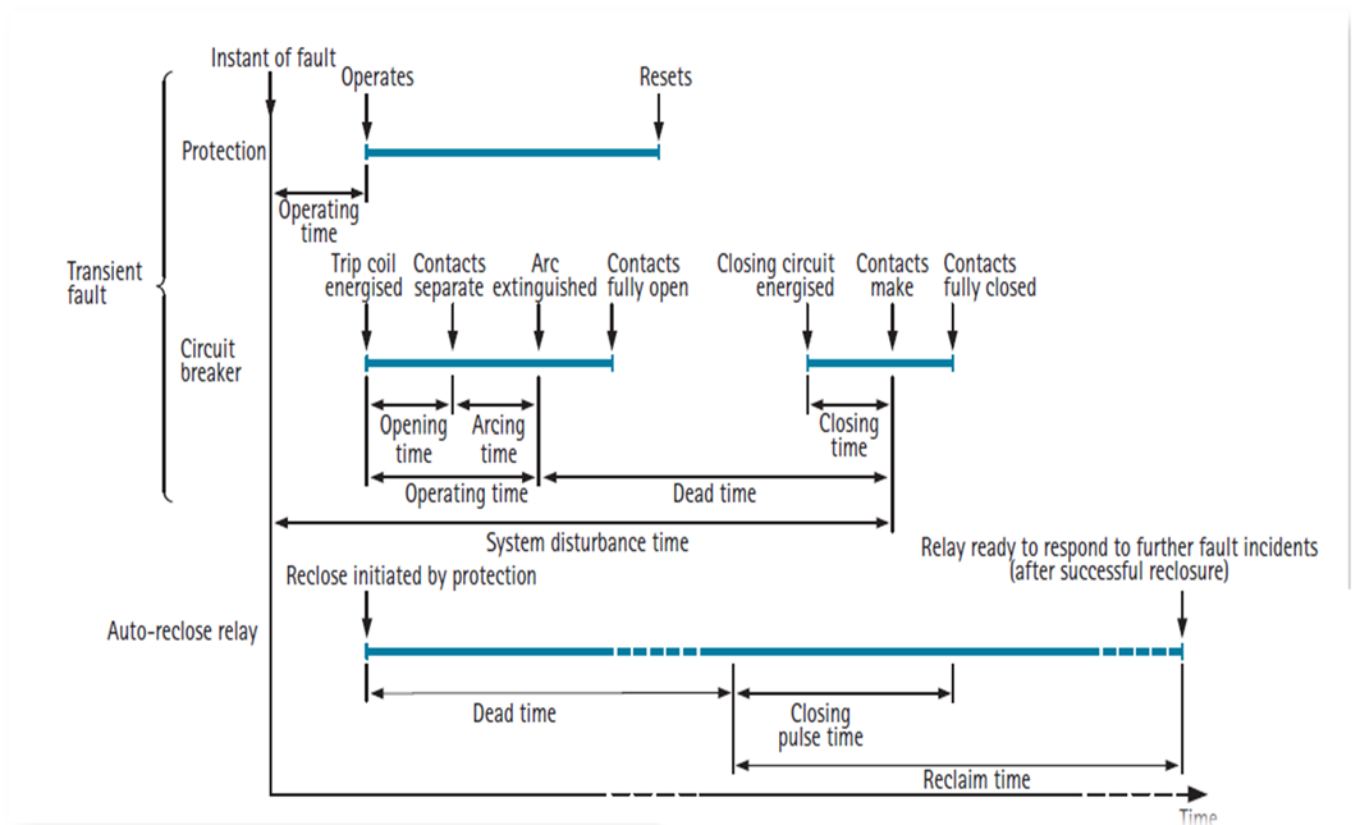 Instant of fault
Operates
Resets
Protection
Operating
time
Transient
fault
Trip coil
energised
Contacts
separate
Arc
extinguished
Contacts
fully open
Closing circuit
energised
Contacts
make
Contacts
fully closed
Circuit
breaker
Opening
time
Arcing
time
Closing
time
Operating time
Dead time
System disturbance time
Relay ready to respond to further fault incidents
(after successful reclosure)
Reclose initiated by protection
Auto-reclose relay
Dead time
Closing
pulse time
Reclaim time
Time